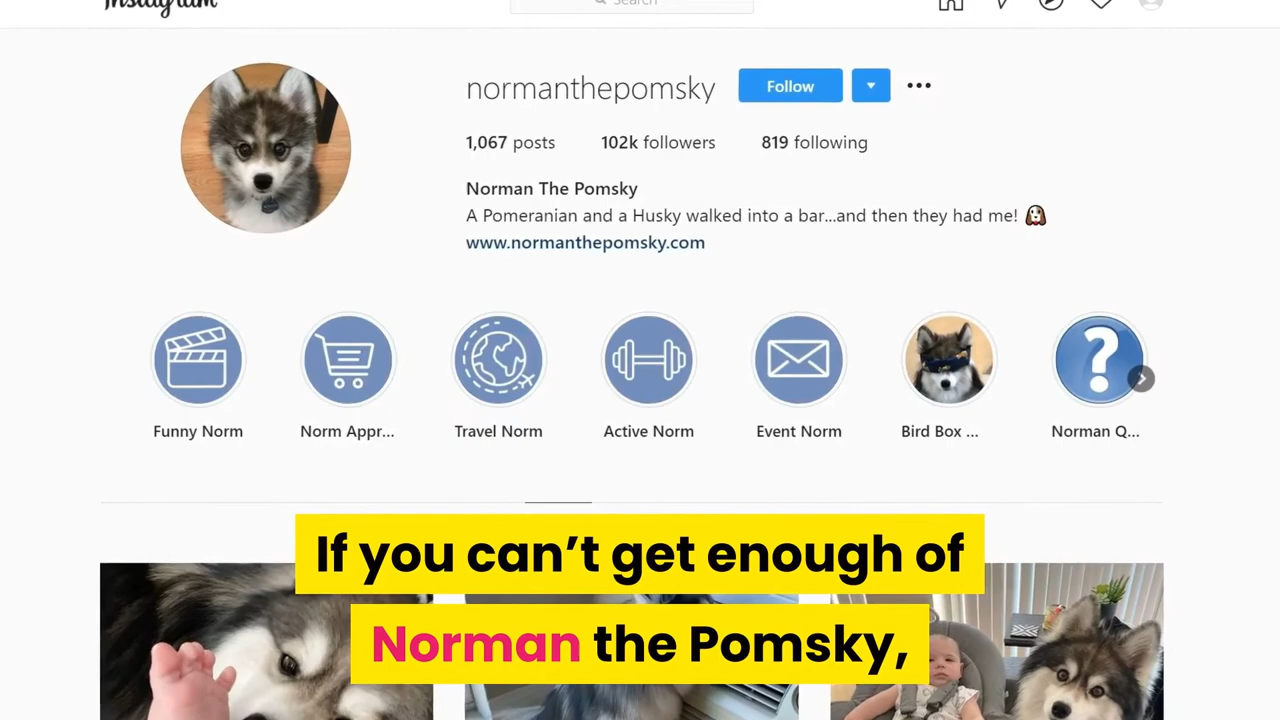 Instagram
Search
normanthepomsky Follow
1,067 posts 102k followers 819 following
Norman The Pomsky
A Pomeranian and a Husky walked into a bar...and then they had me!
www.normanthepomsky.com
Funny Norm Norm Appr... Travel Norm Active Norm Event Norm Bird Box ... Norman Q...
If you can’t get enough of
Norman the Pomsky,